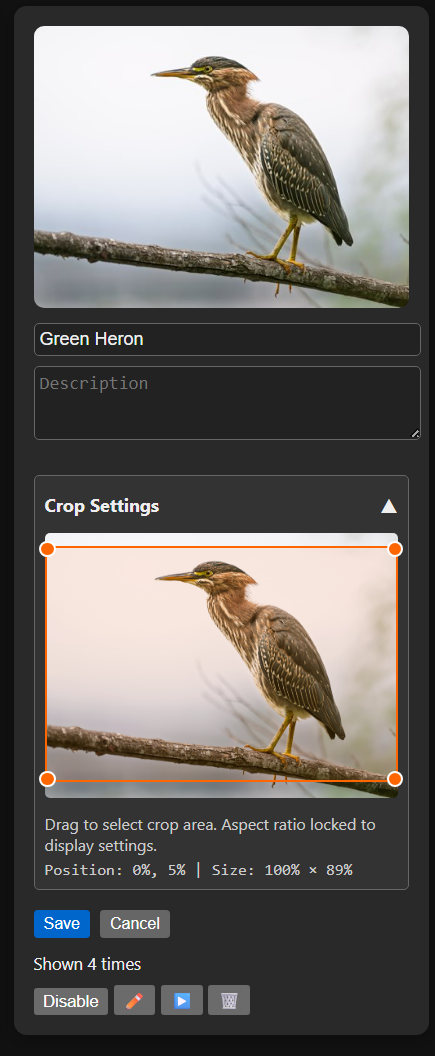 Green Heron
Description
Crop Settings ▲
Drag to select crop area. Aspect ratio locked to
display settings.
Position: 0%, 5% | Size: 100% × 89%
Save Cancel
Shown 4 times
Disable